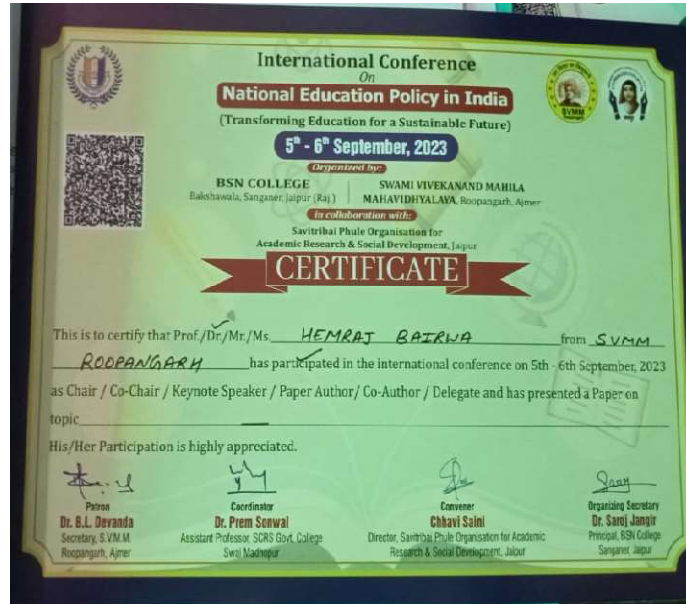 International Conference
On
National Education Policy in India
(Transforming Education for a Sustainable Future)
5th - 6th September, 2023
Organized by:
BSN COLLEGE
Bakshawala, Sanganer, Jaipur (Raj.)
SWAMI VIVEKANAND MAHILA
MAHAVIDHYALAYA, Roopangarh, Ajmer
in collaboration with:
Savitribai Phule Organisation for
Academic Research & Social Development, Jaipur
CERTIFICATE
SVMM
This is to certify that Prof./Dr./Mr./Ms. HEMRAJ BAIRWA from SVMM
ROOPANGARH has participated in the international conference on 5th - 6th September, 2023
as Chair / Co-Chair / Keynote Speaker / Paper Author/ Co-Author / Delegate and has presented a Paper on
topic
His/Her Participation is highly appreciated.
Patron
Dr. B.L. Devanda
Secretary, S.V.M.M.
Roopangarh, Ajmer
Coordinator
Dr. Prem Sonwal
Assistant Professor, SCRS Govt. College
Swai Madhopur
Convener
Chhavi Saini
Director, Savitribai Phule Organisation for Academic
Research & Social Development, Jaipur
Organizing Secretary
Dr. Saroj Jangir
Principal, BSN College
Sanganer, Jaipur